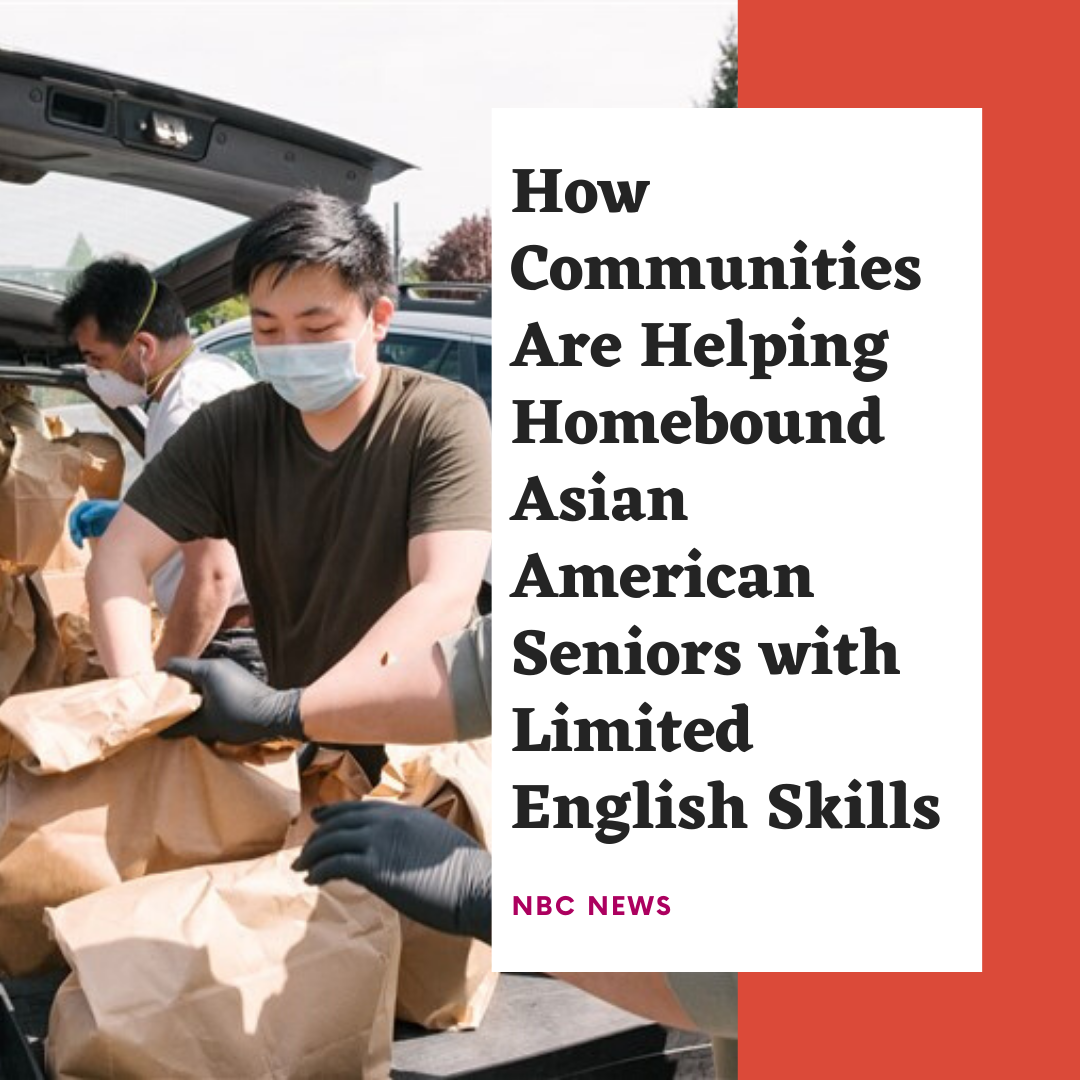 How
Communities
Are Helping
Homebound
Asian
American
Seniors with
Limited
English Skills
NBC NEWS